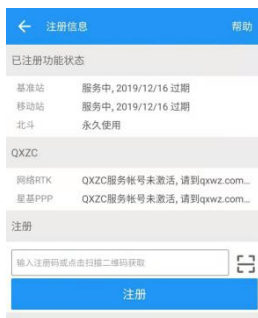 注册信息 帮助
已注册功能状态
基准站 服务中, 2019/12/16 过期
移动站 服务中, 2019/12/16 过期
北斗 永久使用
QXZC
网络RTK QXZC服务帐号未激活, 请到qxwz.com...
星基PPP QXZC服务帐号未激活, 请到qxwz.com...
注册
输入注册码或点击扫描二维码获取
注册